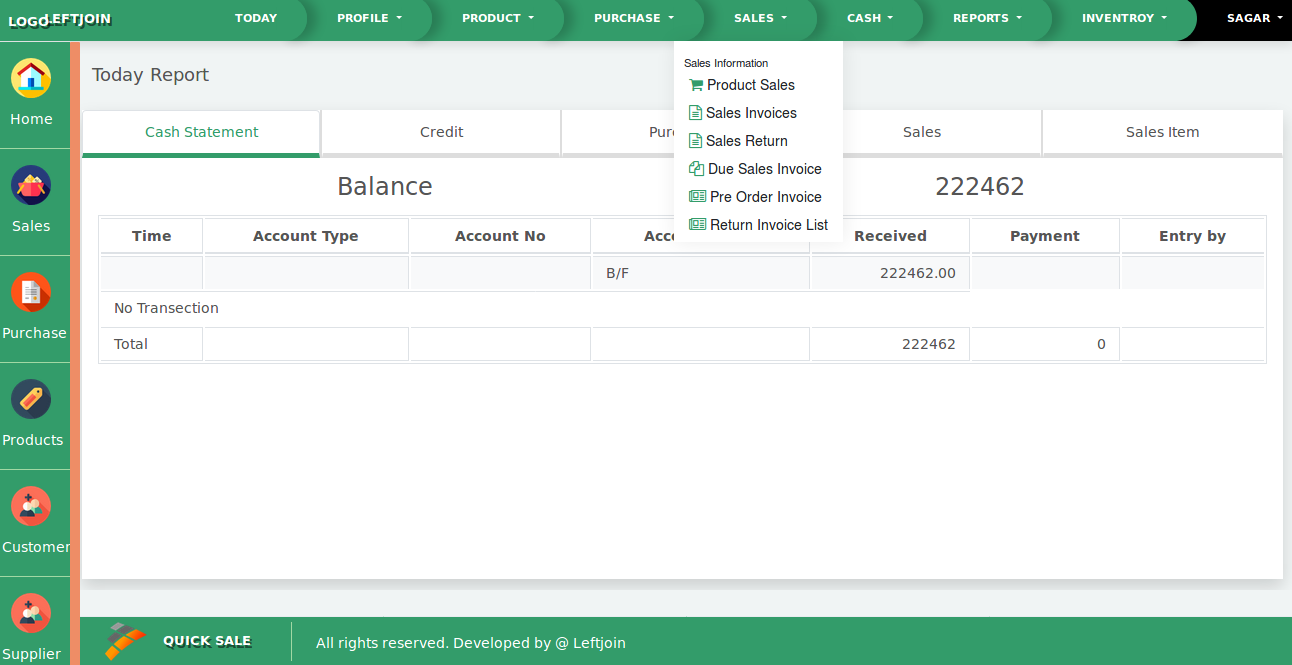 LOGO LEFTJOIN TODAY PROFILE PRODUCT PURCHASE SALES CASH REPORTS INVENTROY SAGAR
Home
Sales
Purchase
Products
Customer
Supplier
Sales Information
Product Sales
Sales Invoices
Sales Return
Due Sales Invoice
Pre Order Invoice
Return Invoice List
Today Report
Cash Statement Credit Pur Sales Sales Item
Balance 222462
Time Account Type Account No Acc Received Payment Entry by
B/F 222462.00
No Transection
Total 222462 0
QUICK SALE All rights reserved. Developed by @ Leftjoin